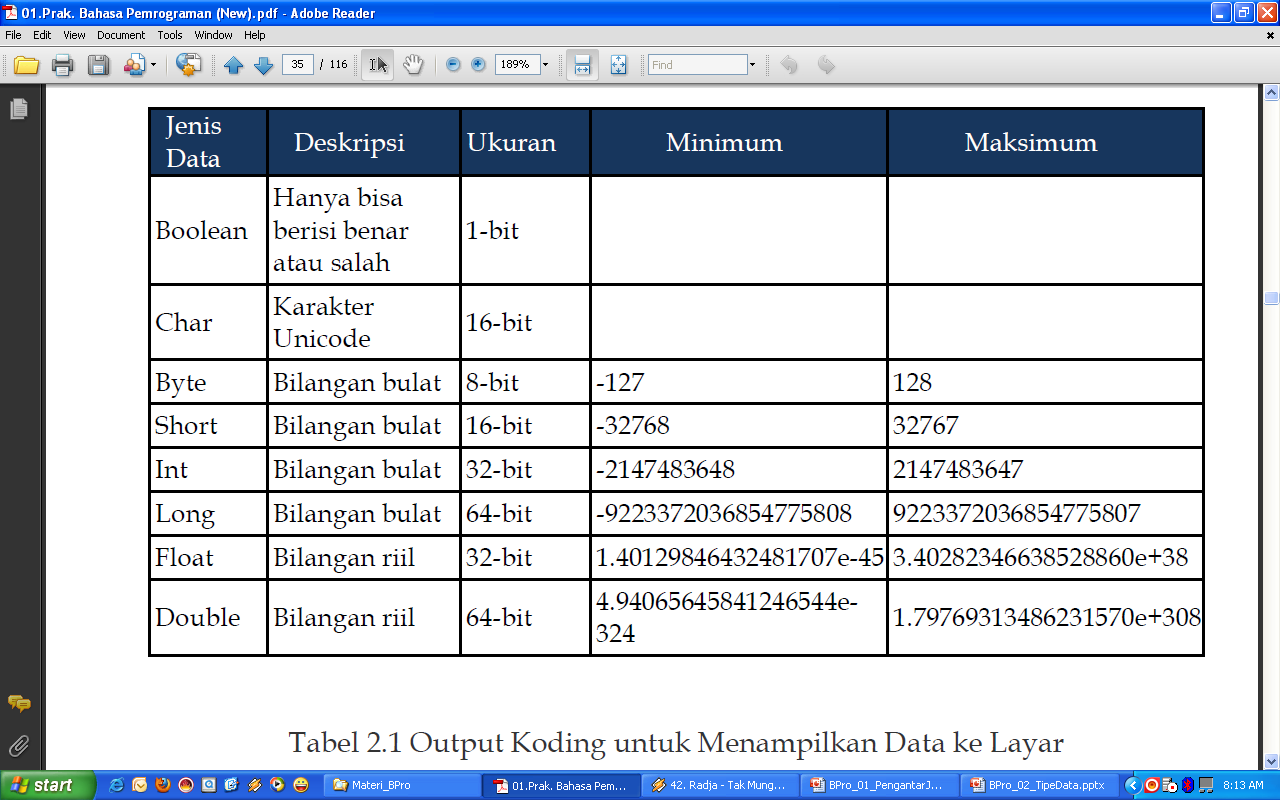 01.Prak. Bahasa Pemrograman (New).pdf - Adobe Reader
File Edit View Document Tools Window Help
35 / 116 189% Find
Jenis Data Deskripsi Ukuran Minimum Maksimum
Boolean Hanya bisa berisi benar atau salah 1-bit
Char Karakter Unicode 16-bit
Byte Bilangan bulat 8-bit -127 128
Short Bilangan bulat 16-bit -32768 32767
Int Bilangan bulat 32-bit -2147483648 2147483647
Long Bilangan bulat 64-bit -9223372036854775808 9223372036854775807
Float Bilangan riil 32-bit 1.40129846432481707e-45 3.40282346638528860e+38
Double Bilangan riil 64-bit 4.94065645841246544e-324 1.79769313486231570e+308
Tabel 2.1 Output Koding untuk Menampilkan Data ke Layar
start Materi_BPro 01.Prak. Bahasa Pem... 42. Radja - Tak Mung... BPro_01_PengantarJ... BPro_02_TipeData.pptx 8:13 AM